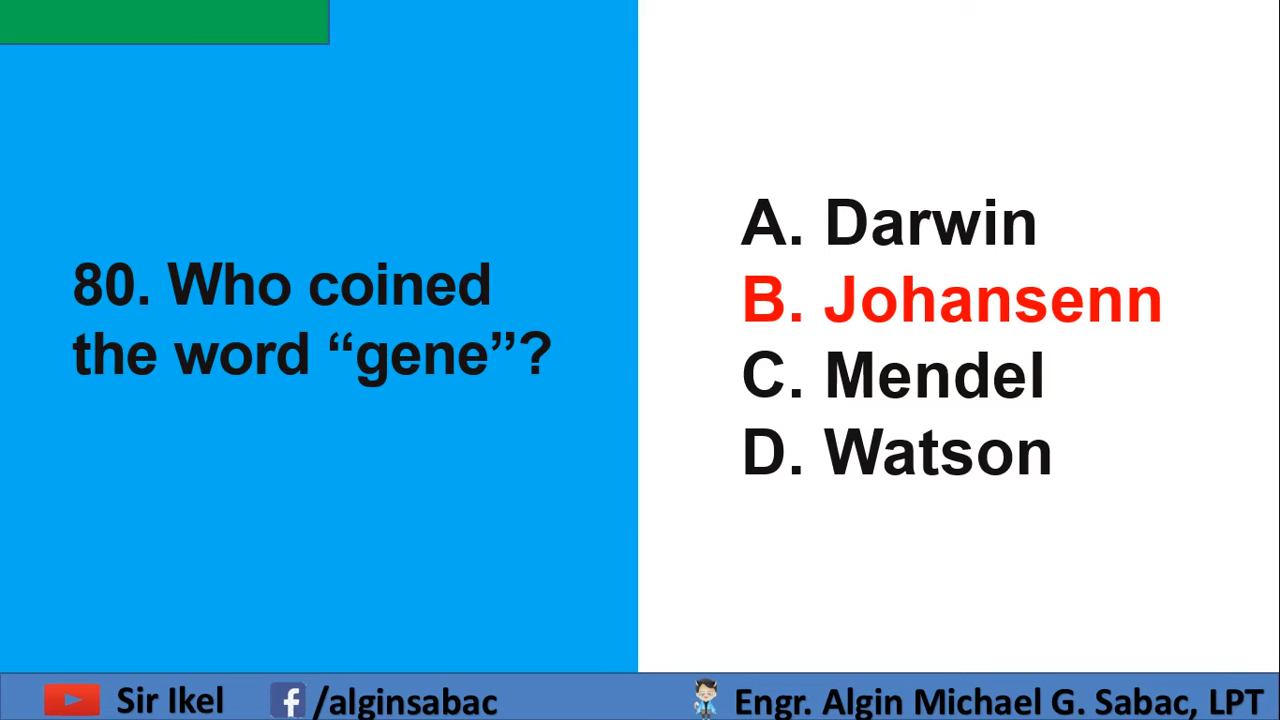 80. Who coined
the word “gene”?
A. Darwin
B. Johansenn
C. Mendel
D. Watson
Sir Ikel
/alginsabac
Engr. Algin Michael G. Sabac, LPT